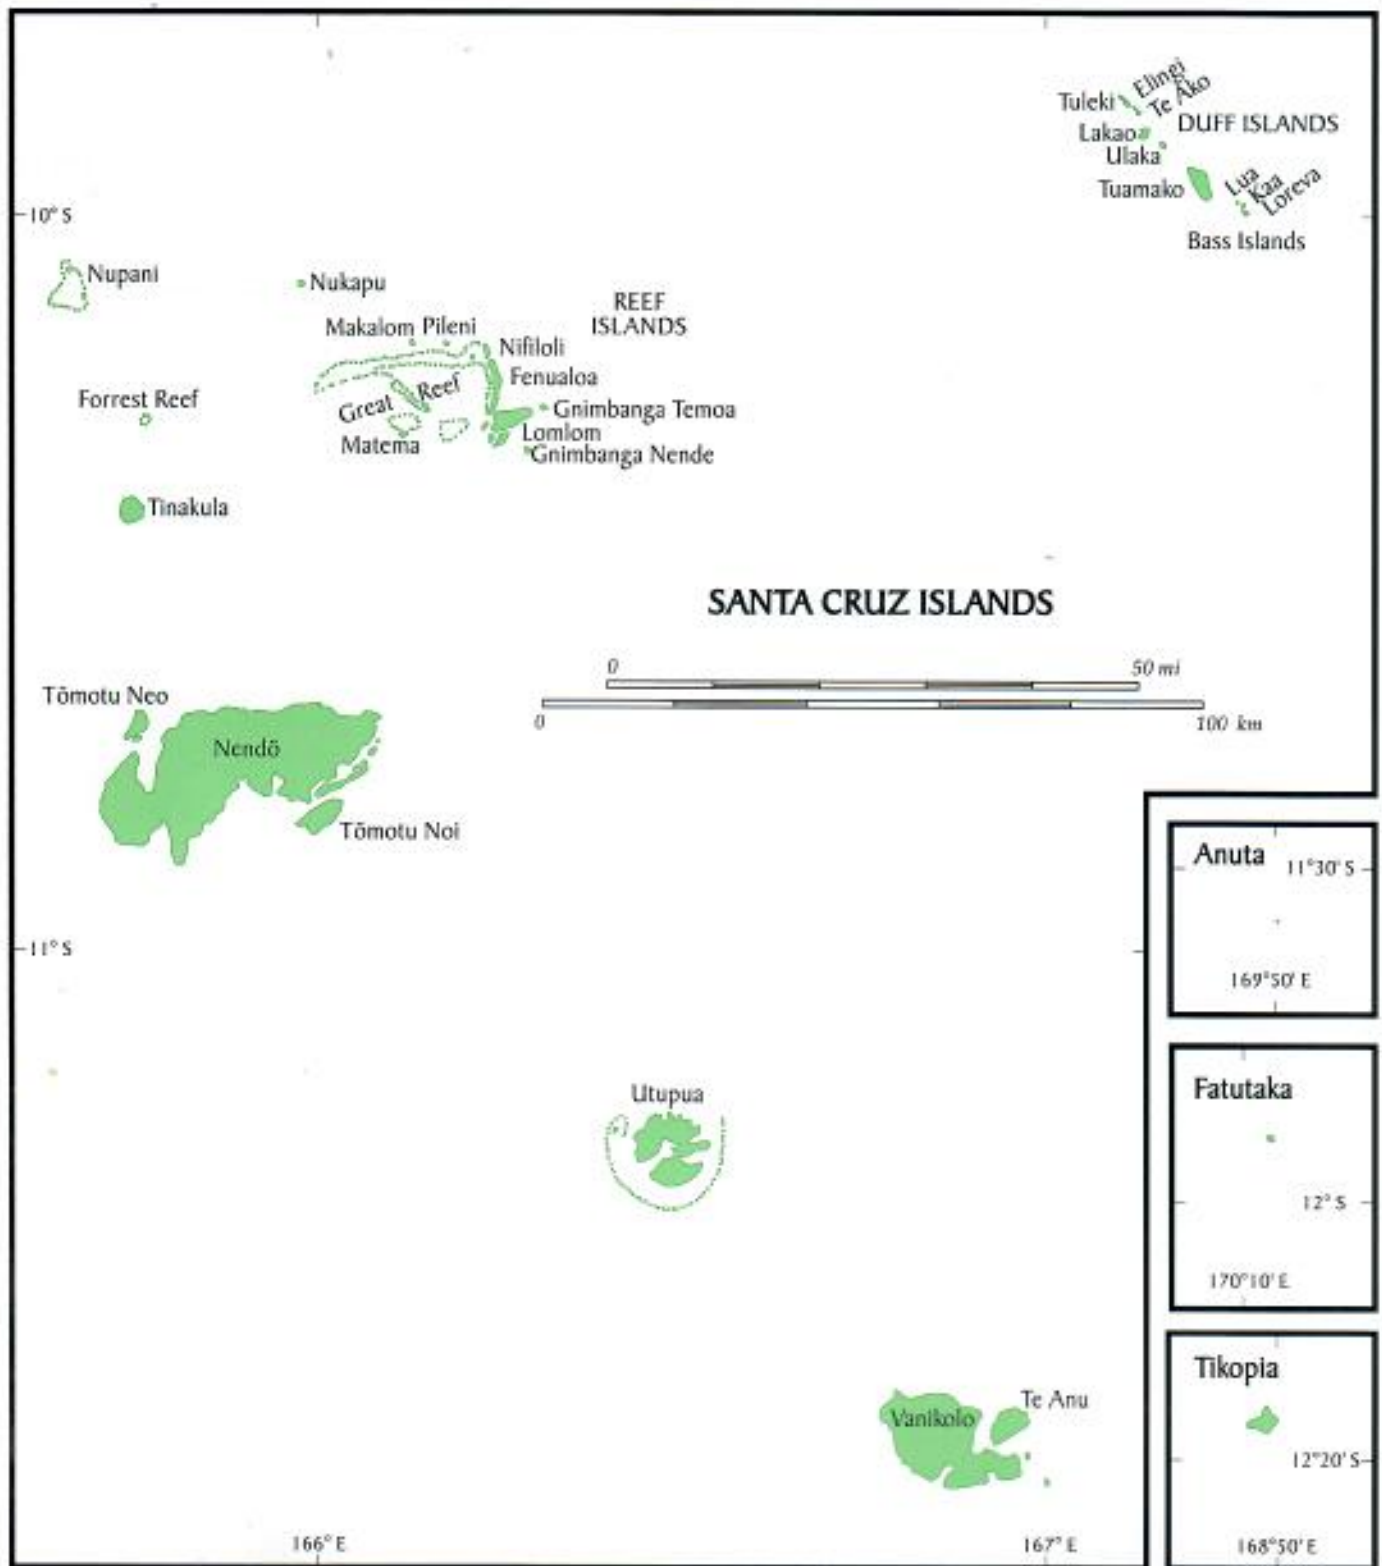 Elingi
Te Ako
Tuleki
DUFF ISLANDS
Lakao
Ulaka
Tuamako
Lua
Kaa
Loreva
10° S
Bass Islands
Nupani
Nukapu
REEF
ISLANDS
Makalom Pileni
Nifiloli
Fenualoa
Forrest Reef
Great Reef
Gnimbanga Temoa
Lomlom
Matema
Gnimbanga Nende
Tinakula
SANTA CRUZ ISLANDS
0 50 mi
0 100 km
Tōmotu Neo
Nendö
Tōmotu Noi
Anuta
11°30' S
169°50' E
11° S
Fatutaka
12° S
170°10' E
Utupua
Tikopia
12°20' S
168°50' E
Te Anu
Vanikolo
166° E
167° E